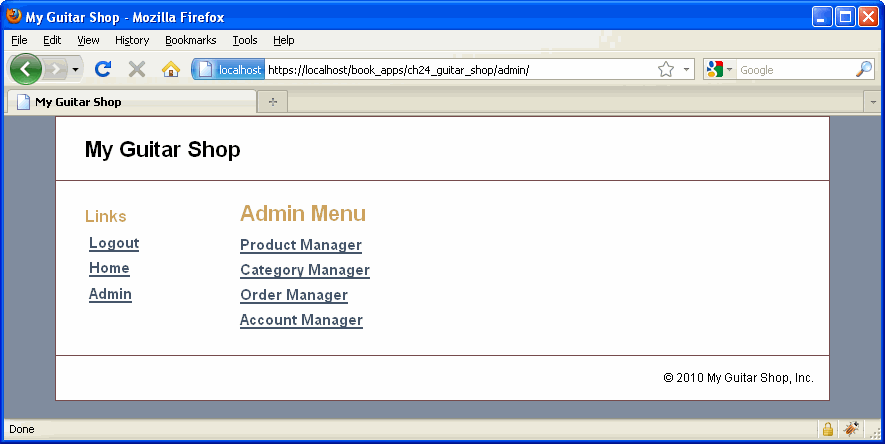 My Guitar Shop - Mozilla Firefox
File Edit View History Bookmarks Tools Help
localhost https://localhost/book_apps/ch24_guitar_shop/admin/ Google
My Guitar Shop
My Guitar Shop
Links
Logout
Home
Admin
Admin Menu
Product Manager
Category Manager
Order Manager
Account Manager
© 2010 My Guitar Shop, Inc.
Done